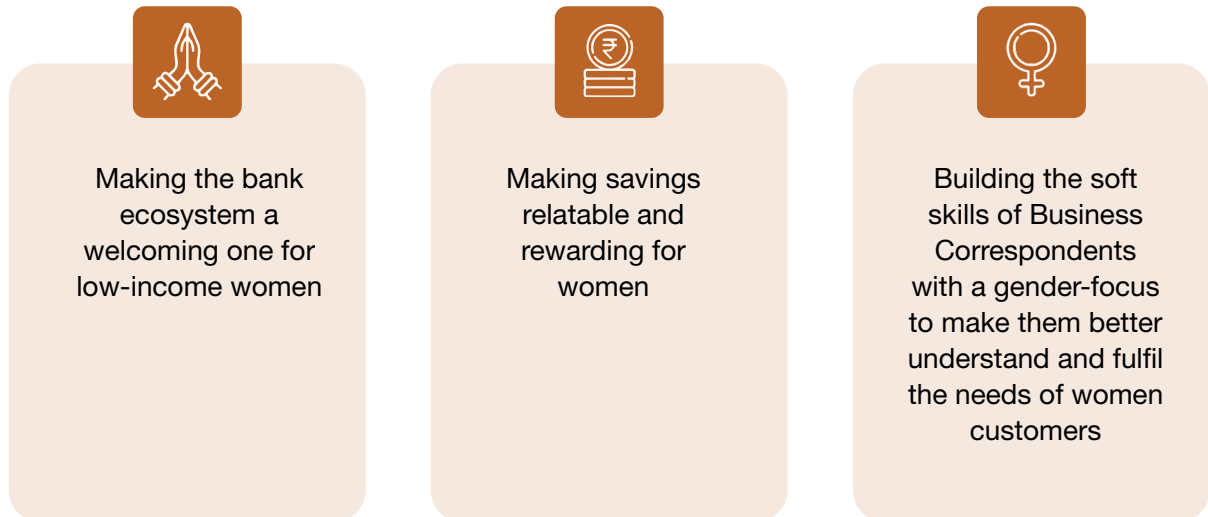 ₹
Making the bank
ecosystem a
welcoming one for
low-income women
Making savings
relatable and
rewarding for
women
Building the soft
skills of Business
Correspondents
with a gender-focus
to make them better
understand and fulfil
the needs of women
customers